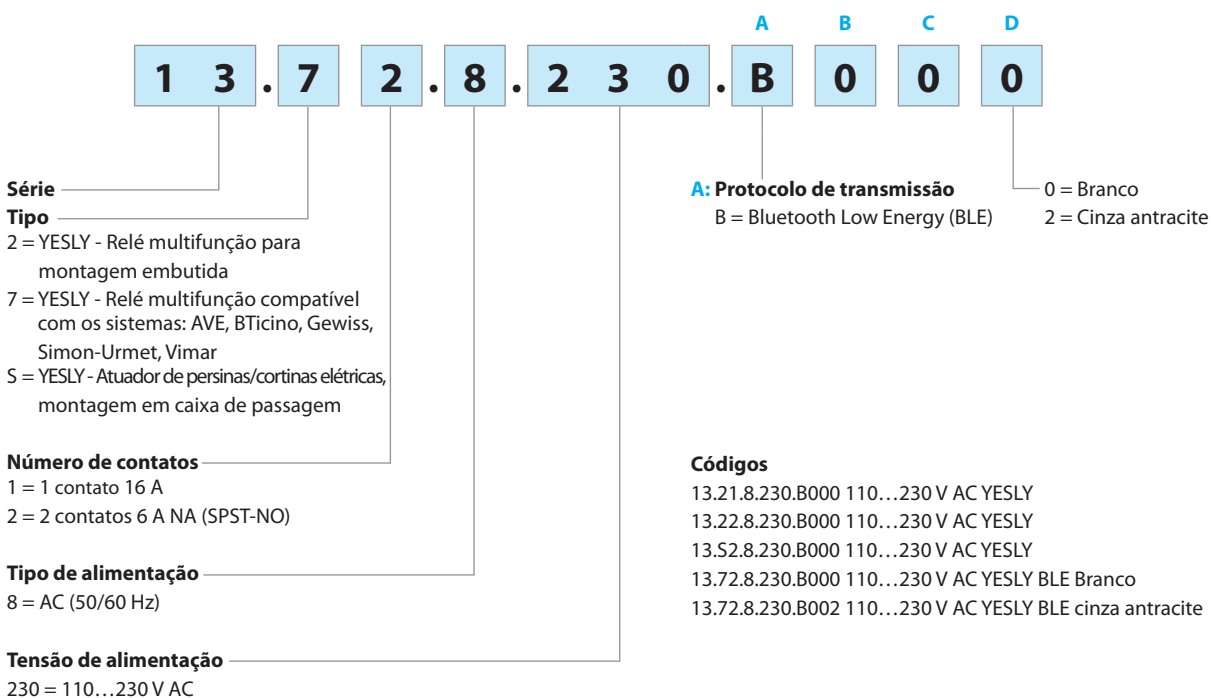 A B C D
1 3 . 7 2 . 8 . 2 3 0 . B 0 0 0
Série
Tipo
2 = YESLY - Relé multifunção para
montagem embutida
7 = YESLY - Relé multifunção compatível
com os sistemas: AVE, BTicino, Gewiss,
Simon-Urmet, Vimar
S = YESLY - Atuador de persinas/cortinas elétricas,
montagem em caixa de passagem
Número de contatos
1 = 1 contato 16 A
2 = 2 contatos 6 A NA (SPST-NO)
Tipo de alimentação
8 = AC (50/60 Hz)
Tensão de alimentação
230 = 110…230 V AC
A: Protocolo de transmissão
B = Bluetooth Low Energy (BLE)
0 = Branco
2 = Cinza antracite
Códigos
13.21.8.230.B000 110…230 V AC YESLY
13.22.8.230.B000 110…230 V AC YESLY
13.S2.8.230.B000 110…230 V AC YESLY
13.72.8.230.B000 110…230 V AC YESLY BLE Branco
13.72.8.230.B002 110…230 V AC YESLY BLE cinza antracite